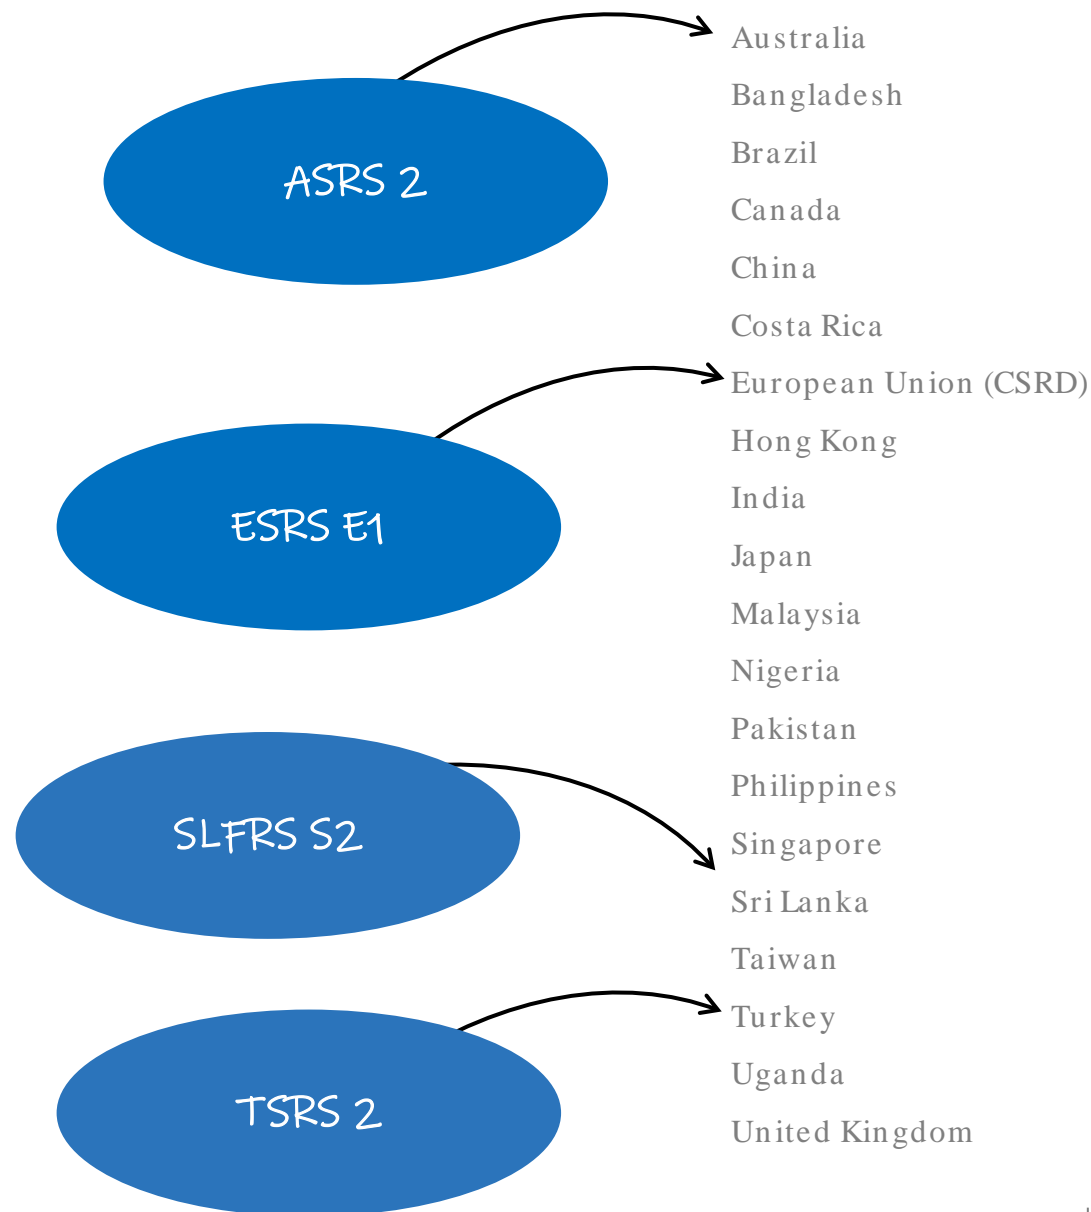 Australia
Bangladesh
Brazil
ASRS 2
Canada
China
Costa Rica
European Union (CSRD)
Hong Kong
India
ESRS E1
Japan
Malaysia
Nigeria
Pakistan
Philippines
SLFRS S2
Singapore
Sri Lanka
Taiwan
Turkey
Uganda
TSRS 2
United Kingdom